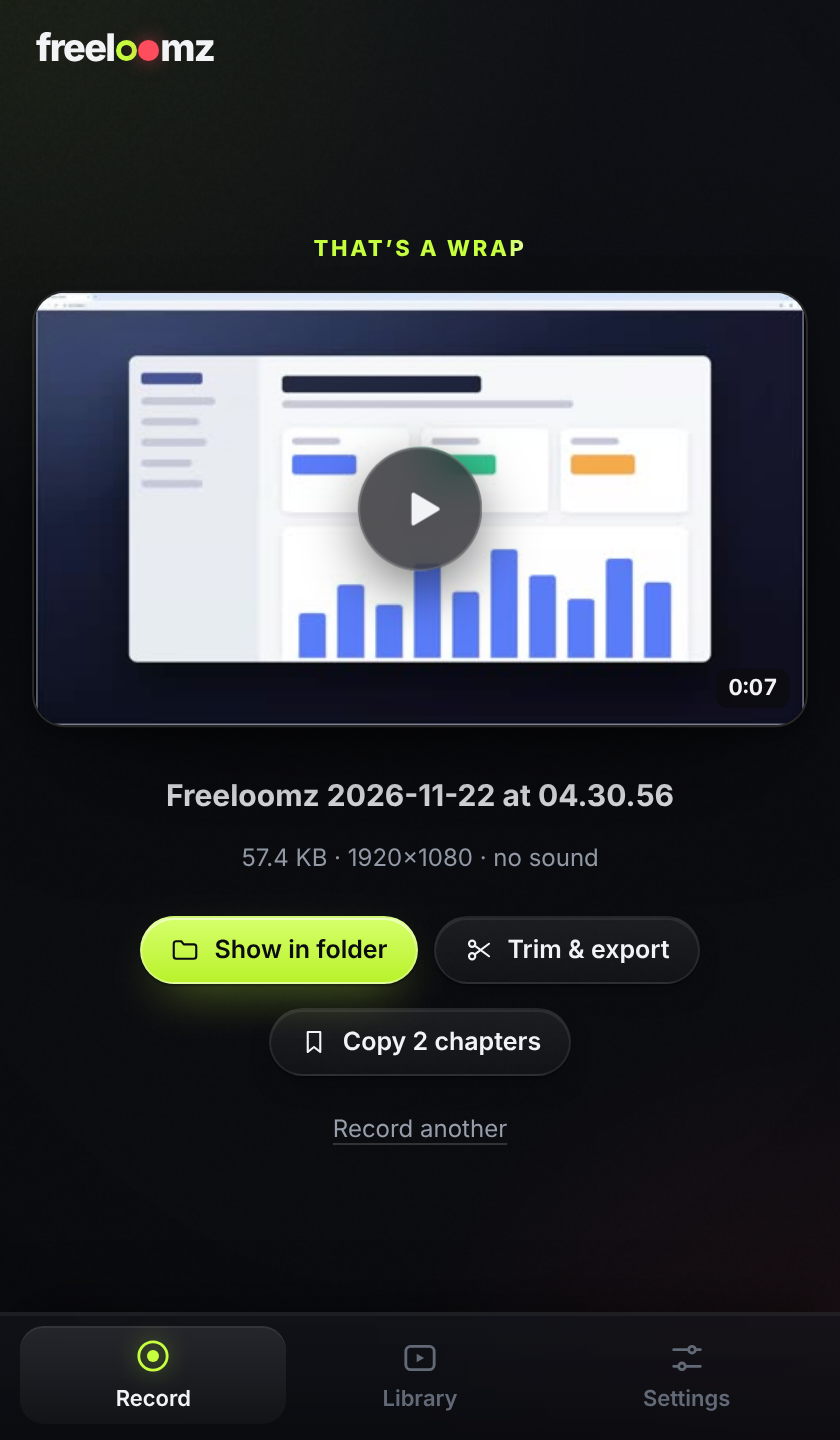 freeloomz
THAT’S A WRAP
0:07
Freeloomz 2026-11-22 at 04.30.56
57.4 KB · 1920×1080 · no sound
Show in folder
Trim & export
Copy 2 chapters
Record another
Record
Library
Settings